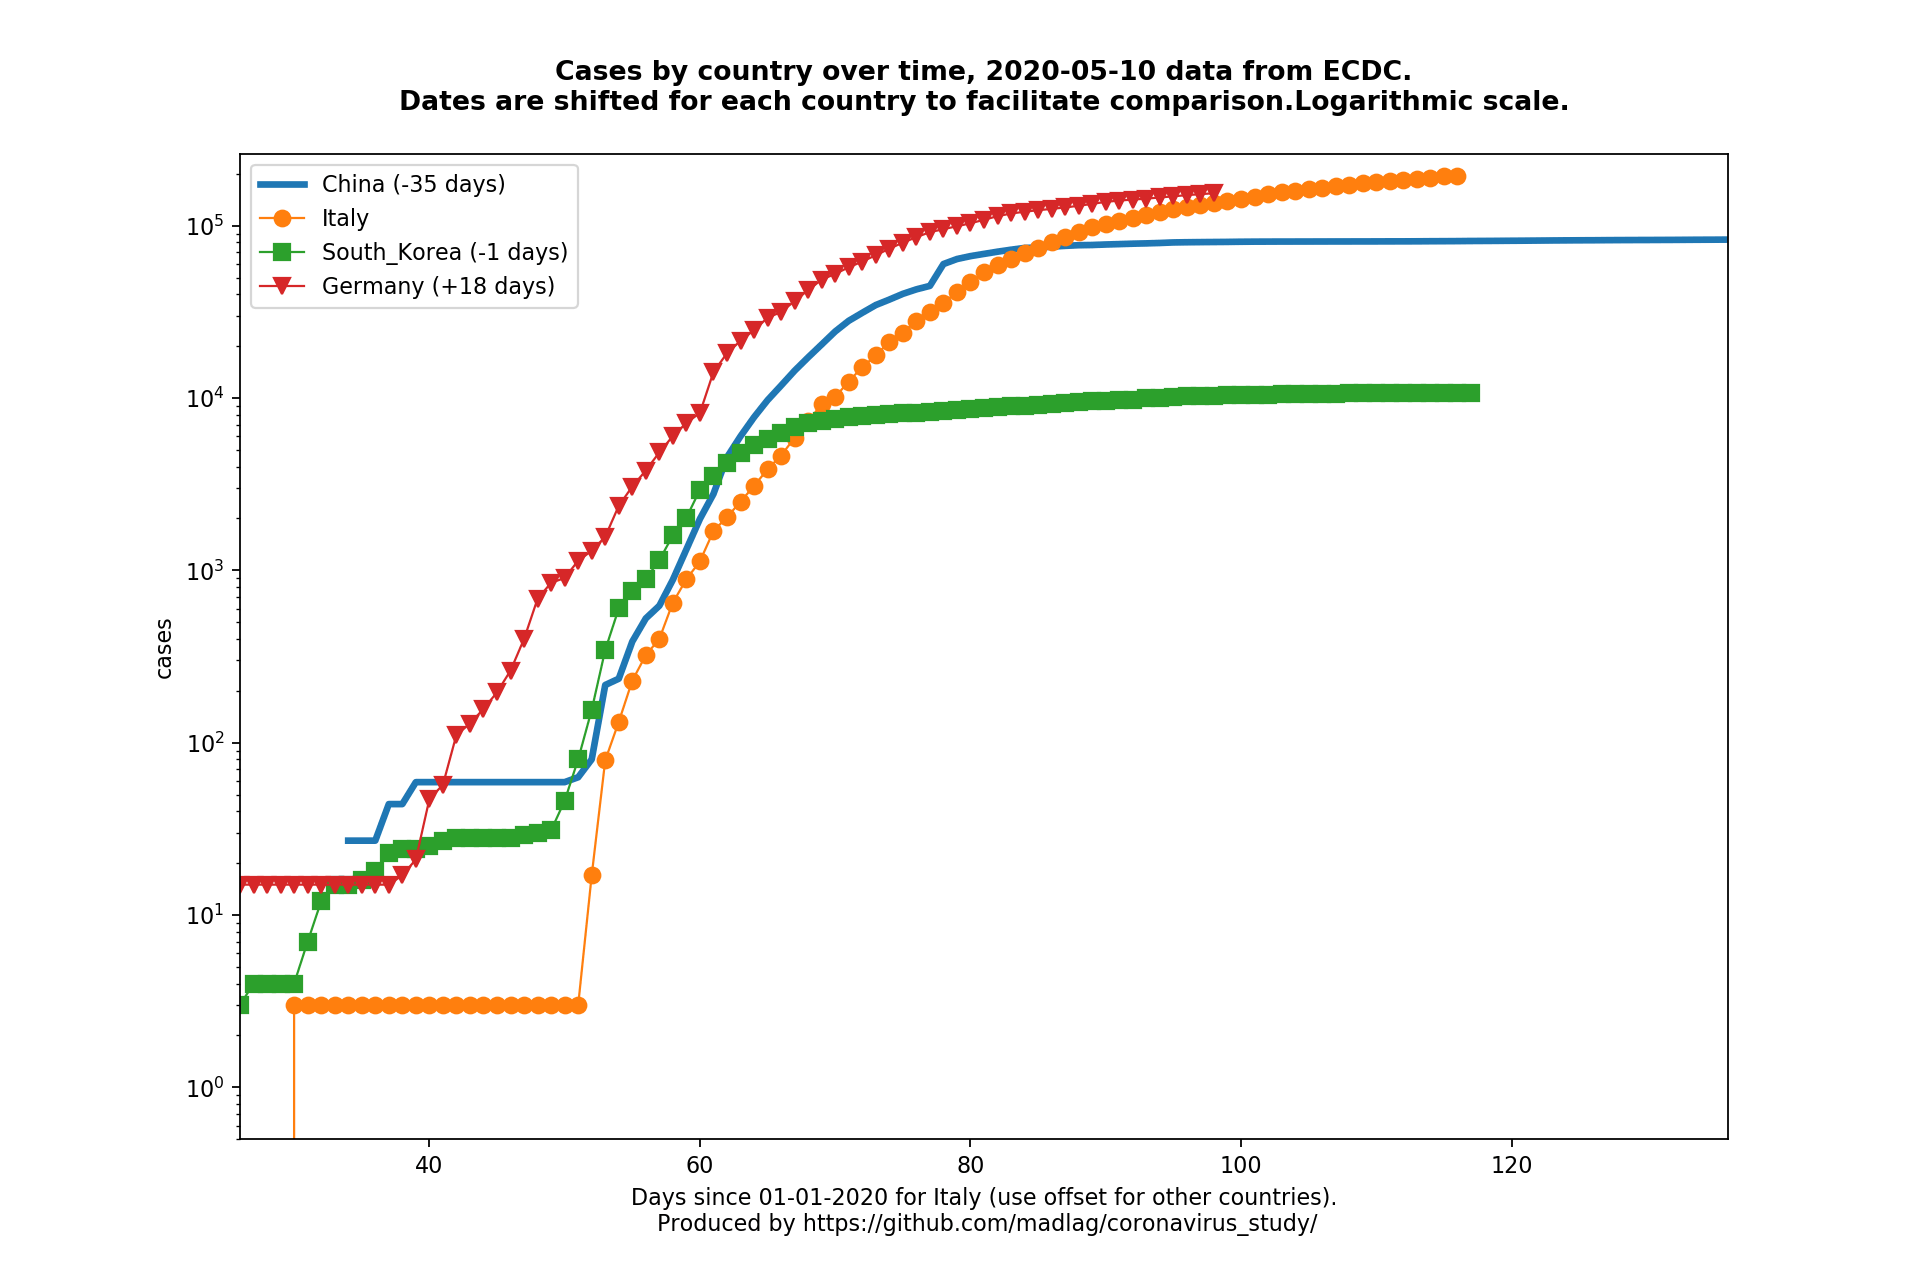 Cases by country over time, 2020-05-10 data from ECDC.
Dates are shifted for each country to facilitate comparison.Logarithmic scale.
China (-35 days)
Italy
South_Korea (-1 days)
Germany (+18 days)
10^5
10^4
10^3
10^2
10^1
10^0
cases
40 60 80 100 120
Days since 01-01-2020 for Italy (use offset for other countries).
Produced by https://github.com/madlag/coronavirus_study/